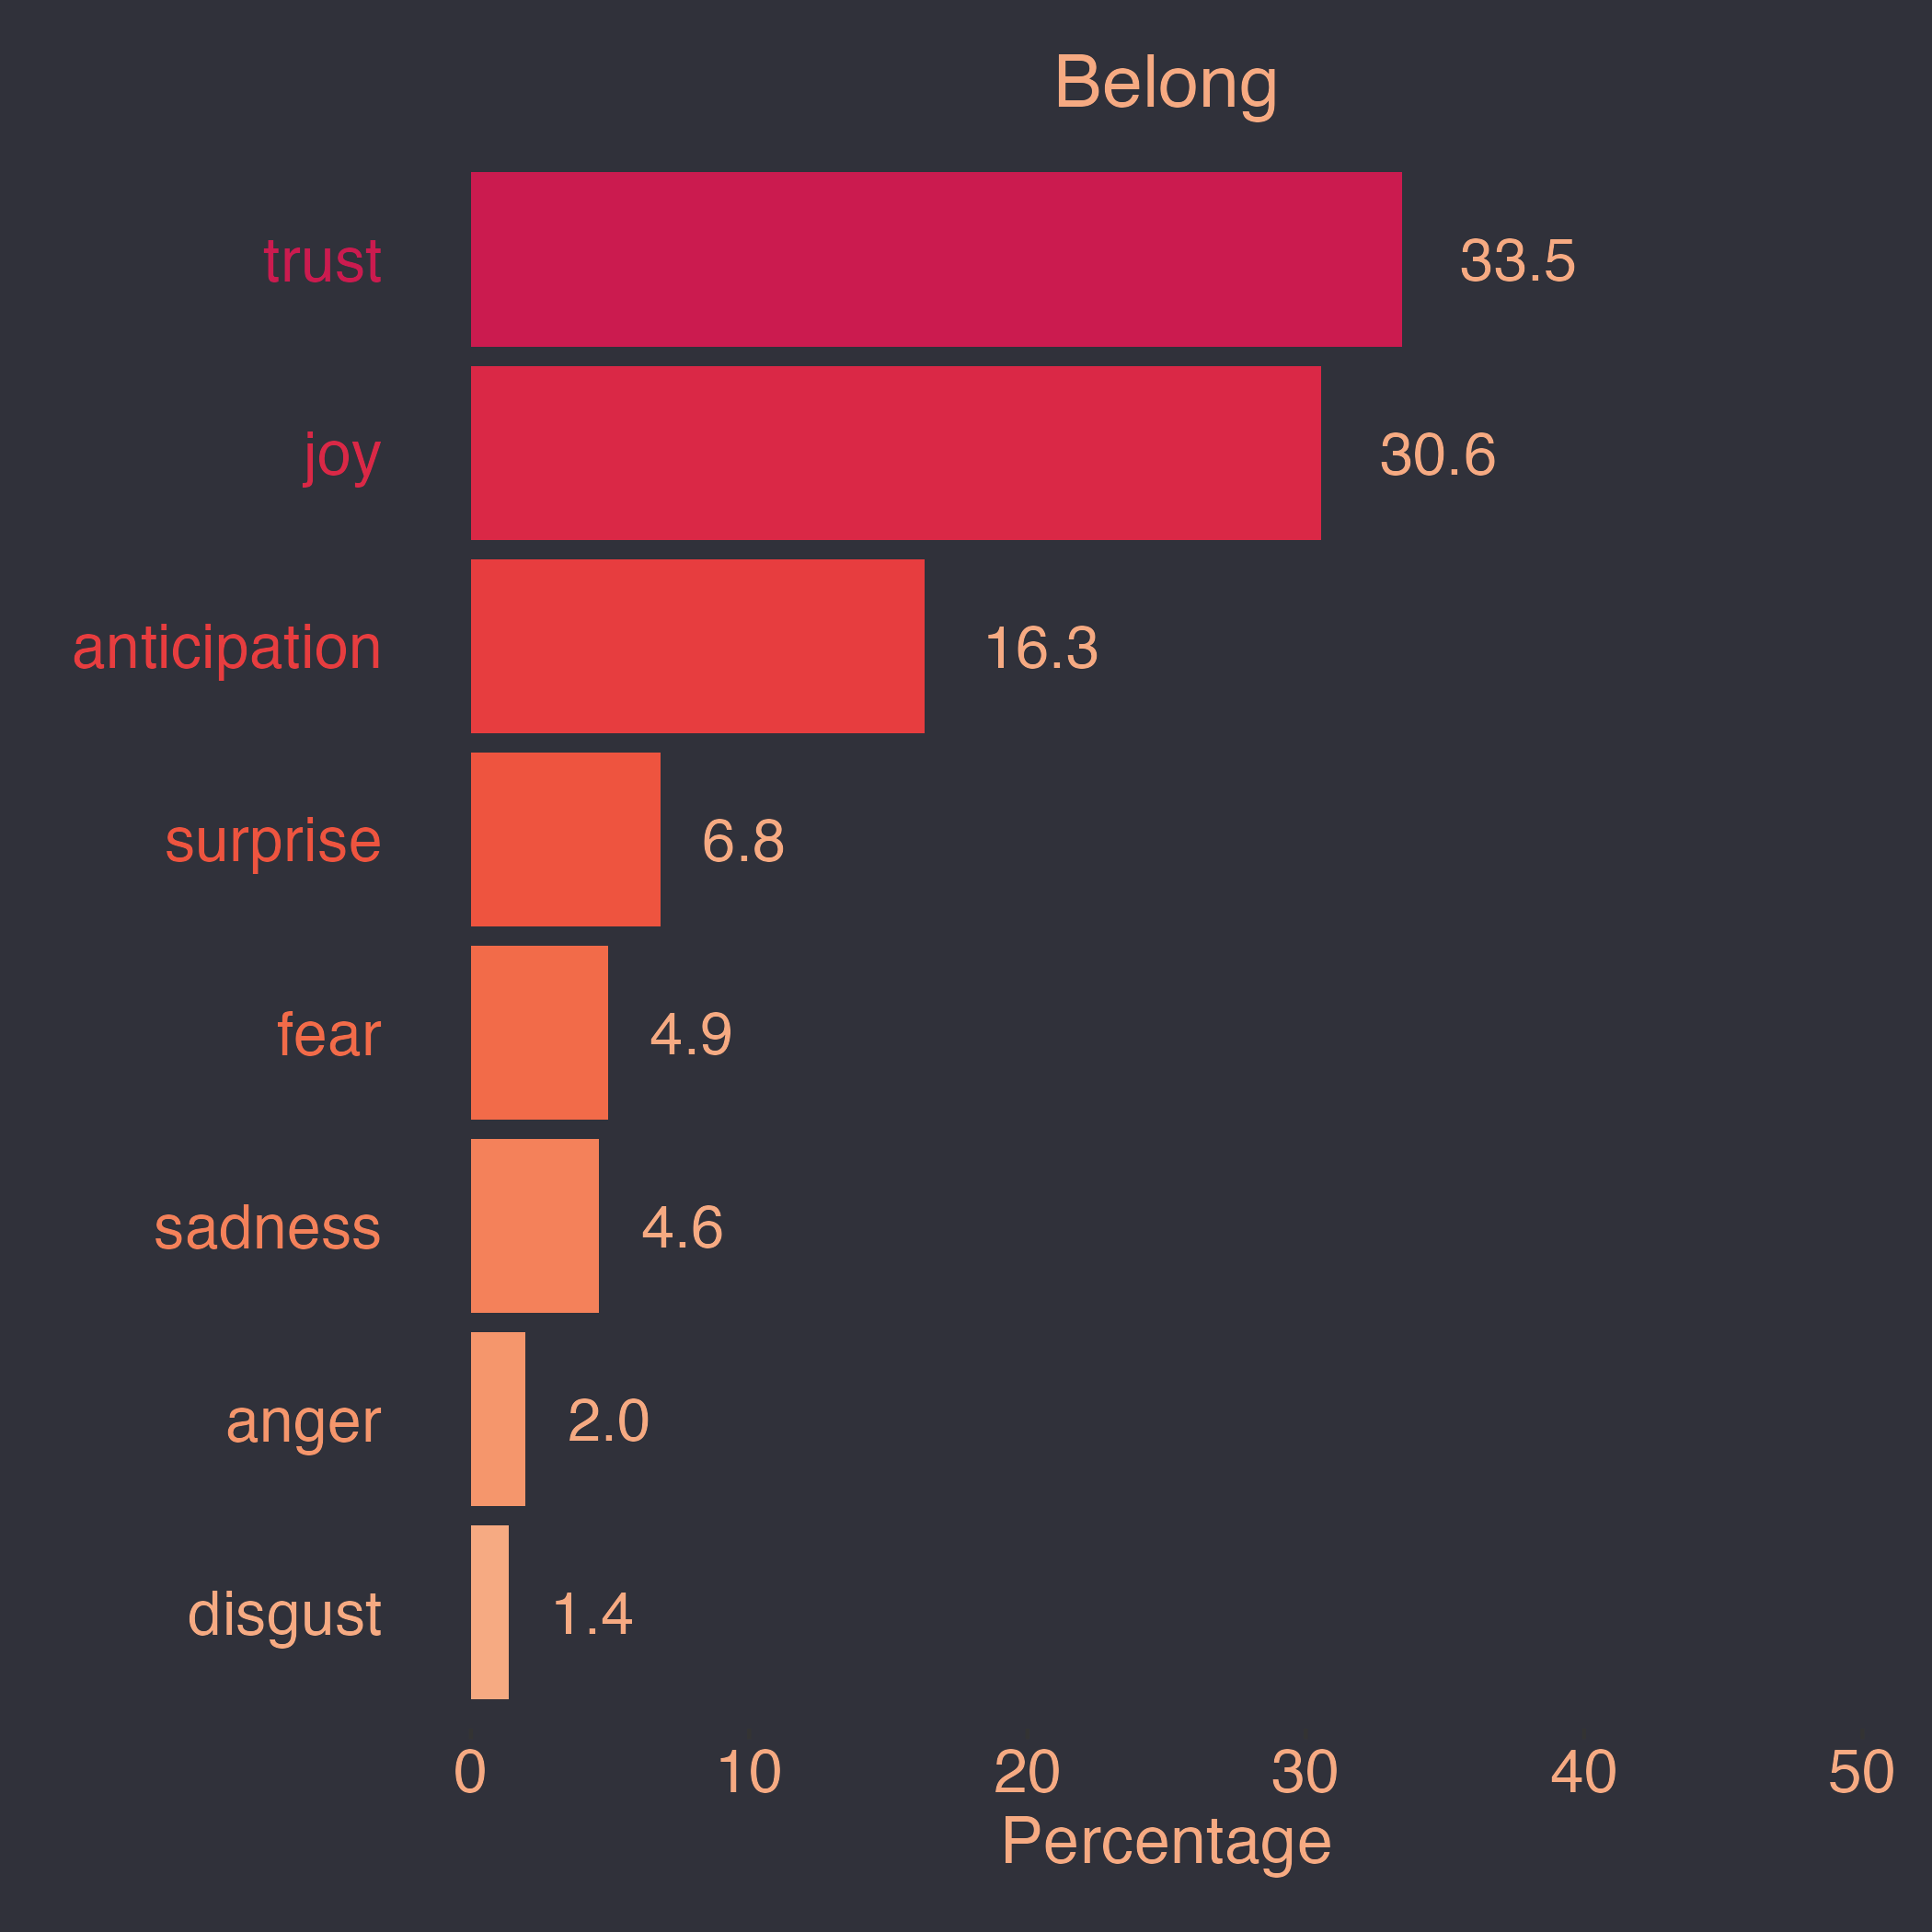 Belong
trust 33.5
joy 30.6
anticipation 16.3
surprise 6.8
fear 4.9
sadness 4.6
anger 2.0
disgust 1.4
0 10 20 30 40 50
Percentage